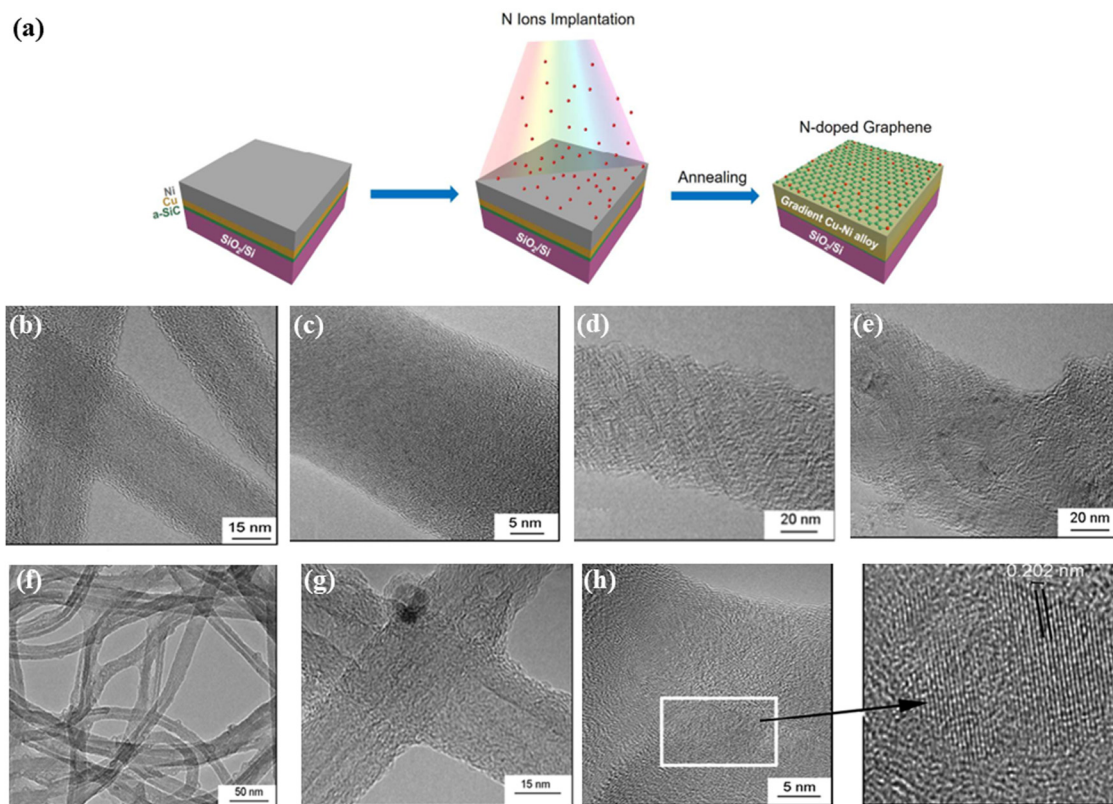 (a)
N Ions Implantation
N-doped Graphene
Annealing
Ni
Cu
a-SiC
SiO2/Si
SiO2/Si
Gradient Cu-Ni alloy
SiO2/Si
(b)
15 nm
(c)
5 nm
(d)
20 nm
(e)
20 nm
(f)
50 nm
(g)
15 nm
(h)
5 nm
0.202 nm